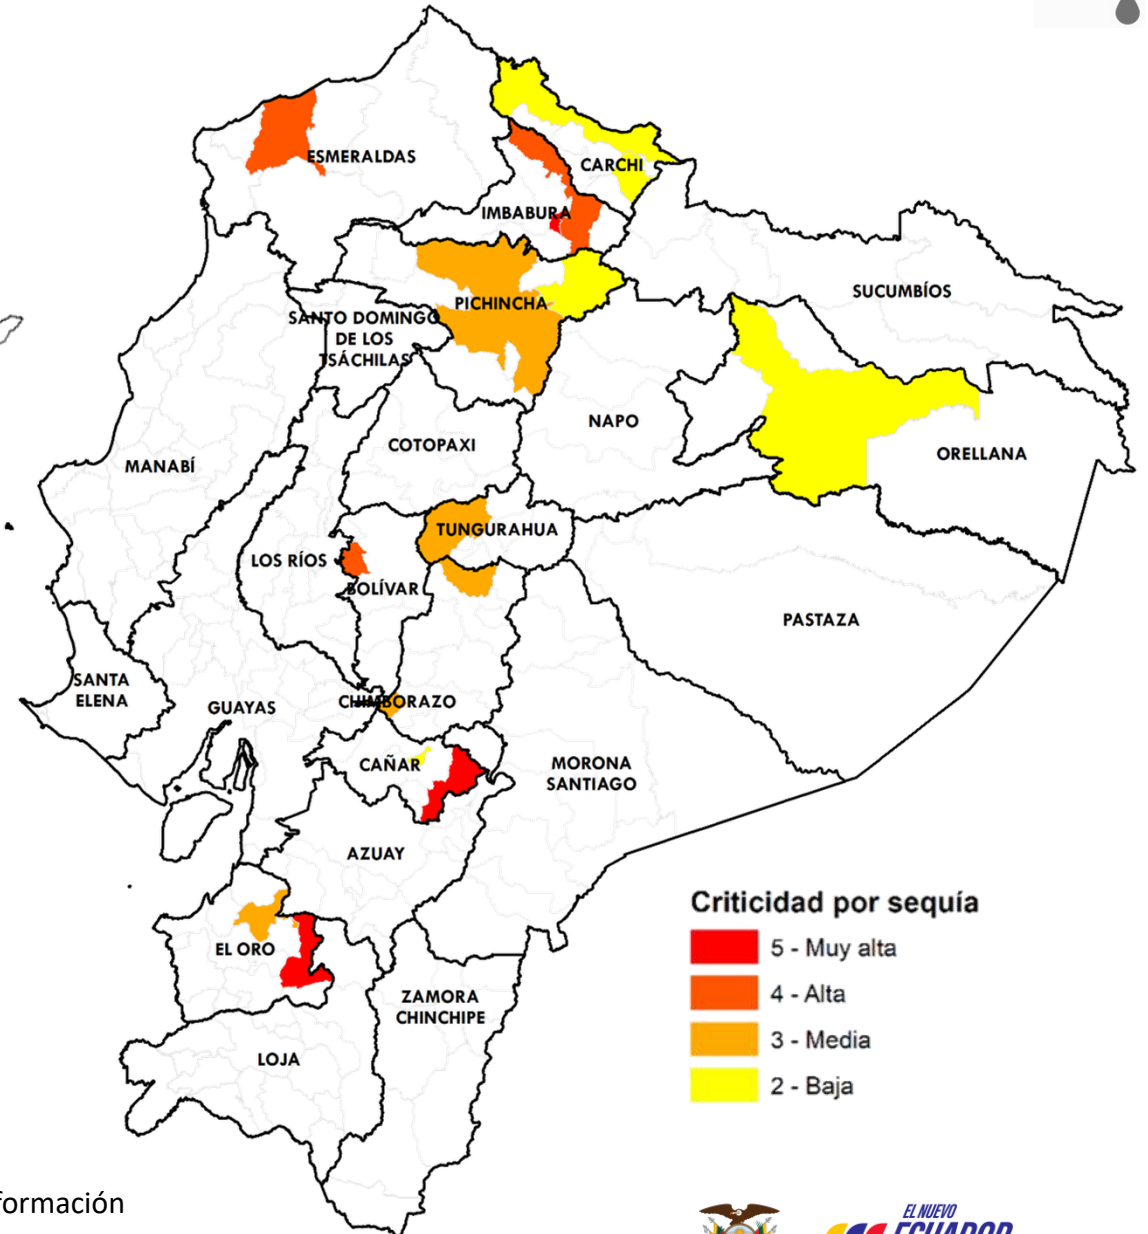 ESMERALDAS
CARCHI
IMBABURA
SUCUMBÍOS
PICHINCHA
SANTO DOMINGO
DE LOS
TSÁCHILAS
NAPO
COTOPAXI
ORELLANA
MANABÍ
TUNGURAHUA
LOS RÍOS
BOLÍVAR
PASTAZA
SANTA
ELENA
CHIMBORAZO
GUAYAS
CAÑAR
MORONA
SANTIAGO
AZUAY
EL ORO
ZAMORA
CHINCHIPE
LOJA
Criticidad por sequía
5 - Muy alta
4 - Alta
3 - Media
2 - Baja
formación
EL NUEVO
ECUADOR